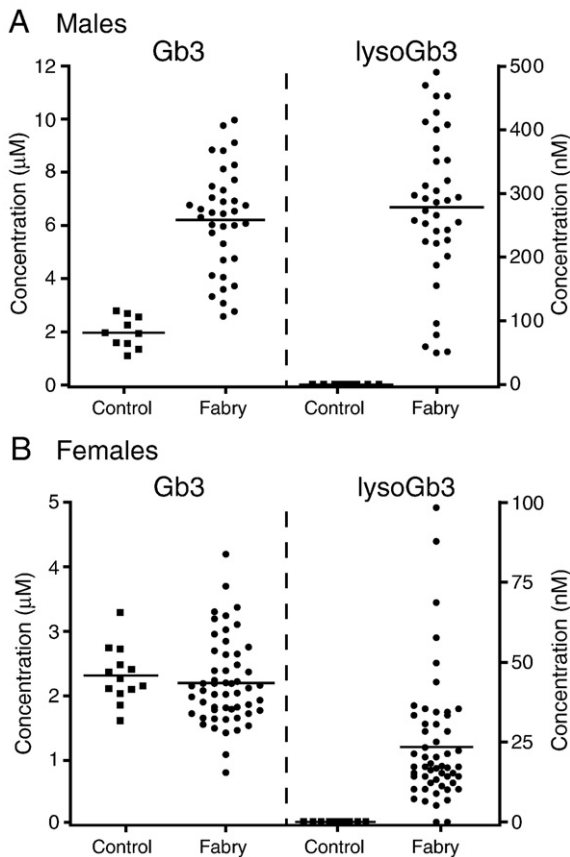 A Males
Gb3 lysoGb3
12 500
10 400
8 300
6 200
4 100
2 0
0
Concentration (μM)
Concentration (nM)
Control Fabry Control Fabry
B Females
Gb3 lysoGb3
5 100
4 75
3 50
2 25
1 0
0
Concentration (μM)
Concentration (nM)
Control Fabry Control Fabry